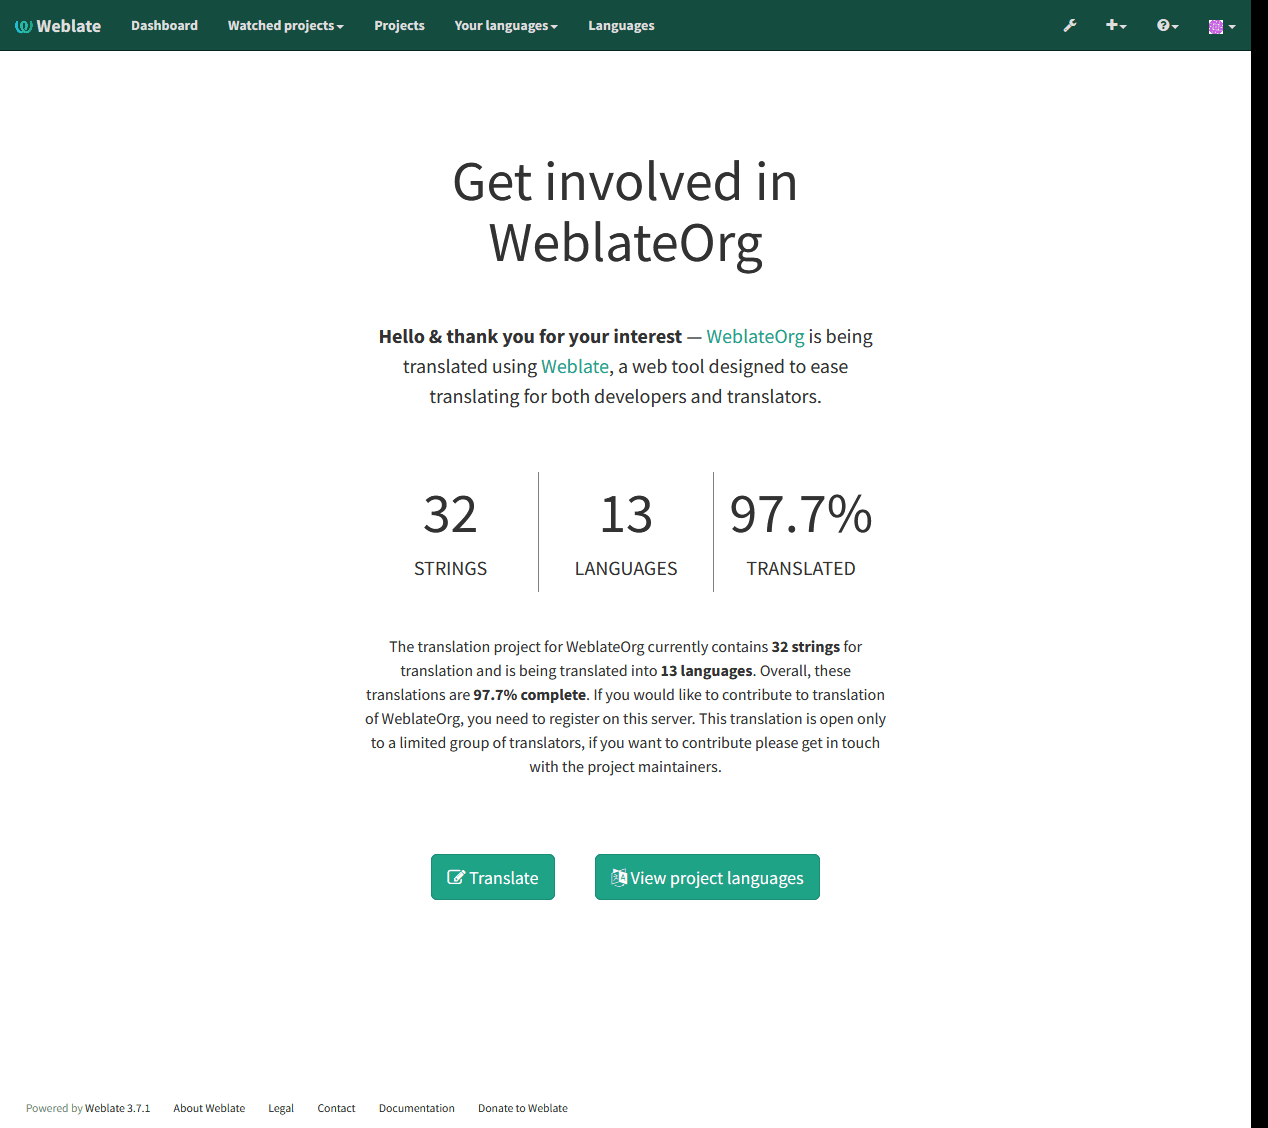 Weblate Dashboard Watched projects Projects Your languages Languages
Get involved in
WeblateOrg
Hello & thank you for your interest — WeblateOrg is being
translated using Weblate, a web tool designed to ease
translating for both developers and translators.
32 13 97.7%
STRINGS LANGUAGES TRANSLATED
The translation project for WeblateOrg currently contains 32 strings for
translation and is being translated into 13 languages. Overall, these
translations are 97.7% complete. If you would like to contribute to translation
of WeblateOrg, you need to register on this server. This translation is open only
to a limited group of translators, if you want to contribute please get in touch
with the project maintainers.
Translate View project languages
Powered by Weblate 3.7.1 About Weblate Legal Contact Documentation Donate to Weblate